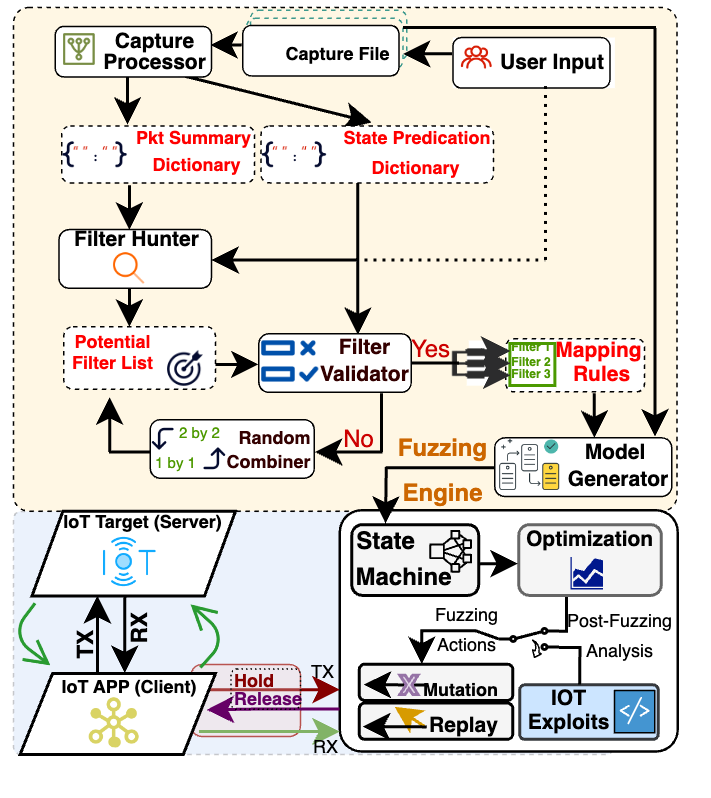 Capture
Processor
Capture File
User Input
{" " : " "}
Pkt Summary
Dictionary
{" " : " "}
State Predication
Dictionary
Filter Hunter
Potential
Filter List
Filter
Validator
Yes
Filter 1
Filter 2
Filter 3
Mapping
Rules
No
2 by 2
1 by 1
Random
Combiner
Model
Generator
Fuzzing
Engine
IoT Target (Server)
I T
TX
RX
IoT APP (Client)
Hold
Release
TX
RX
State
Machine
Optimization
Fuzzing
Actions
Post-Fuzzing
Analysis
Mutation
Replay
IOT
Exploits
</>